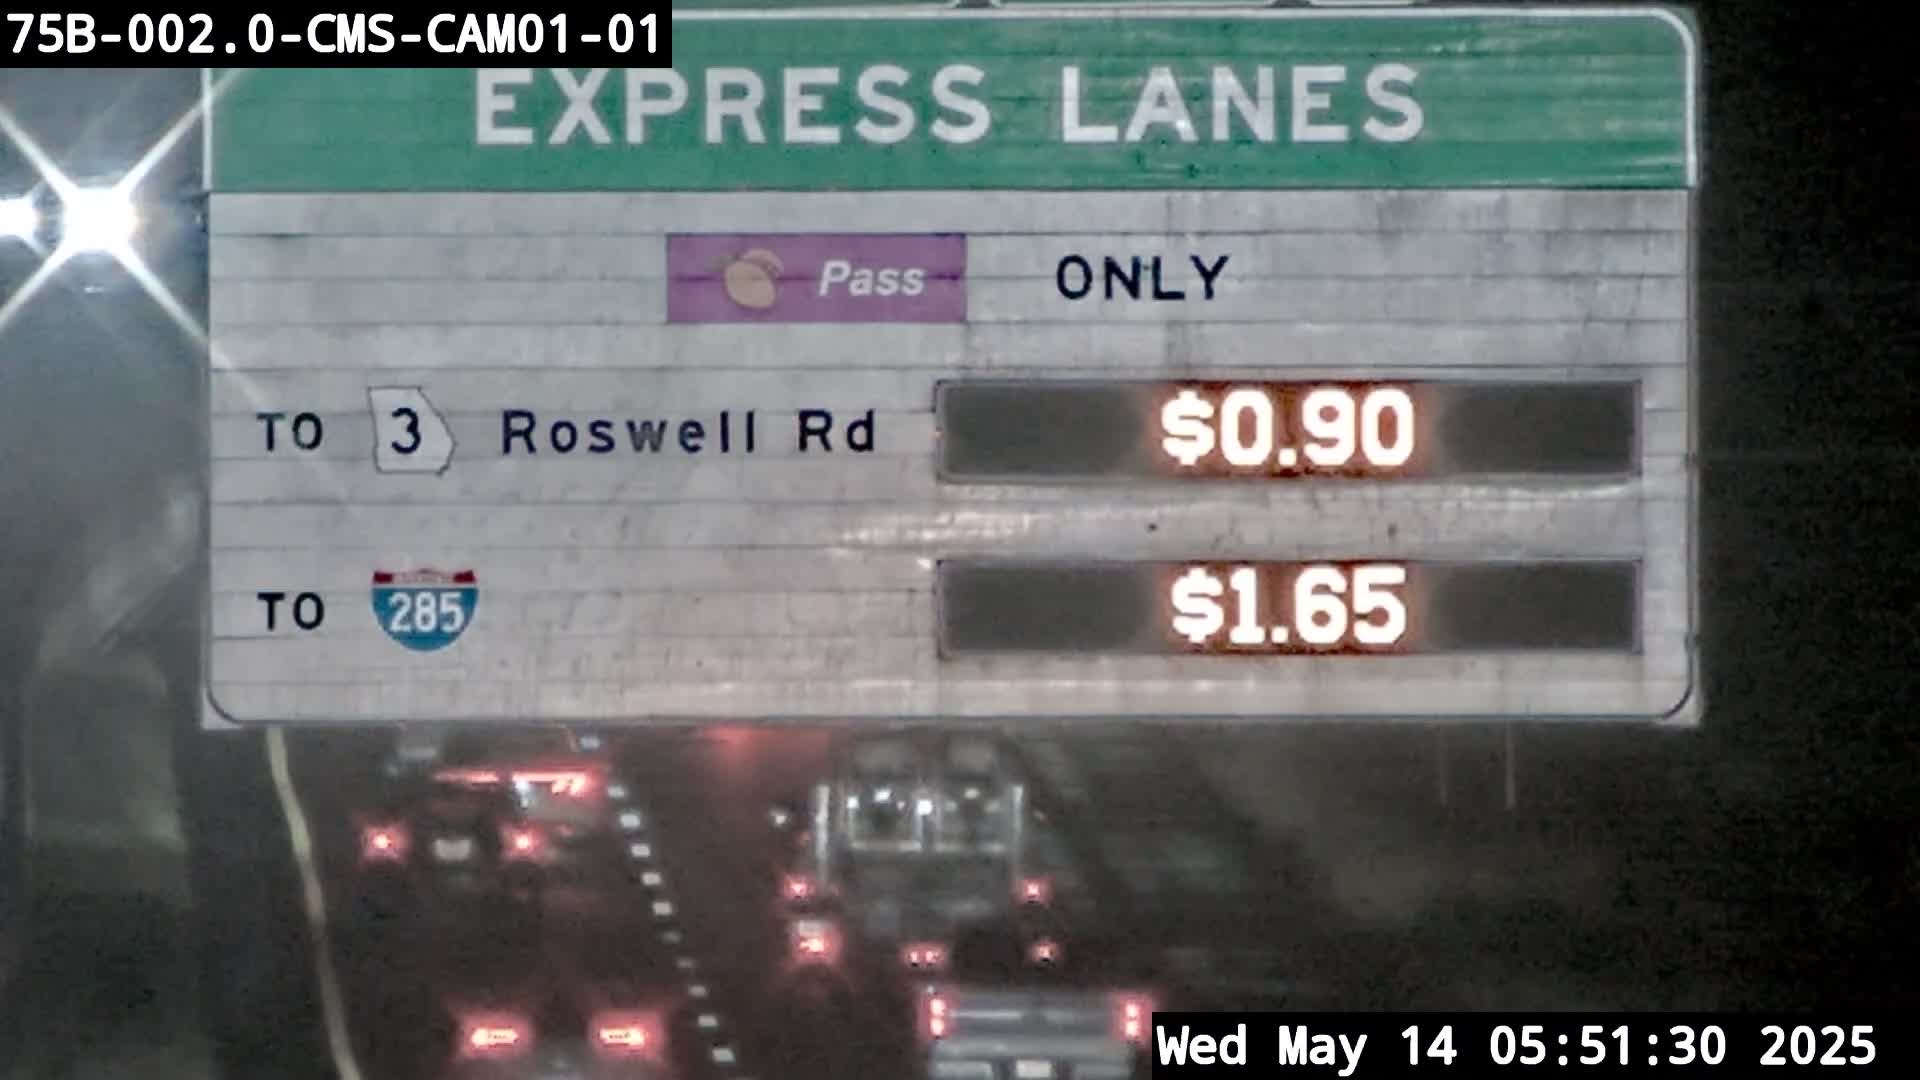 75B-002.0-CMS-CAM01-01
EXPRESS LANES
Pass ONLY
TO 3 Roswell Rd $0.90
TO 285 $1.65
Wed May 14 05:51:30 2025